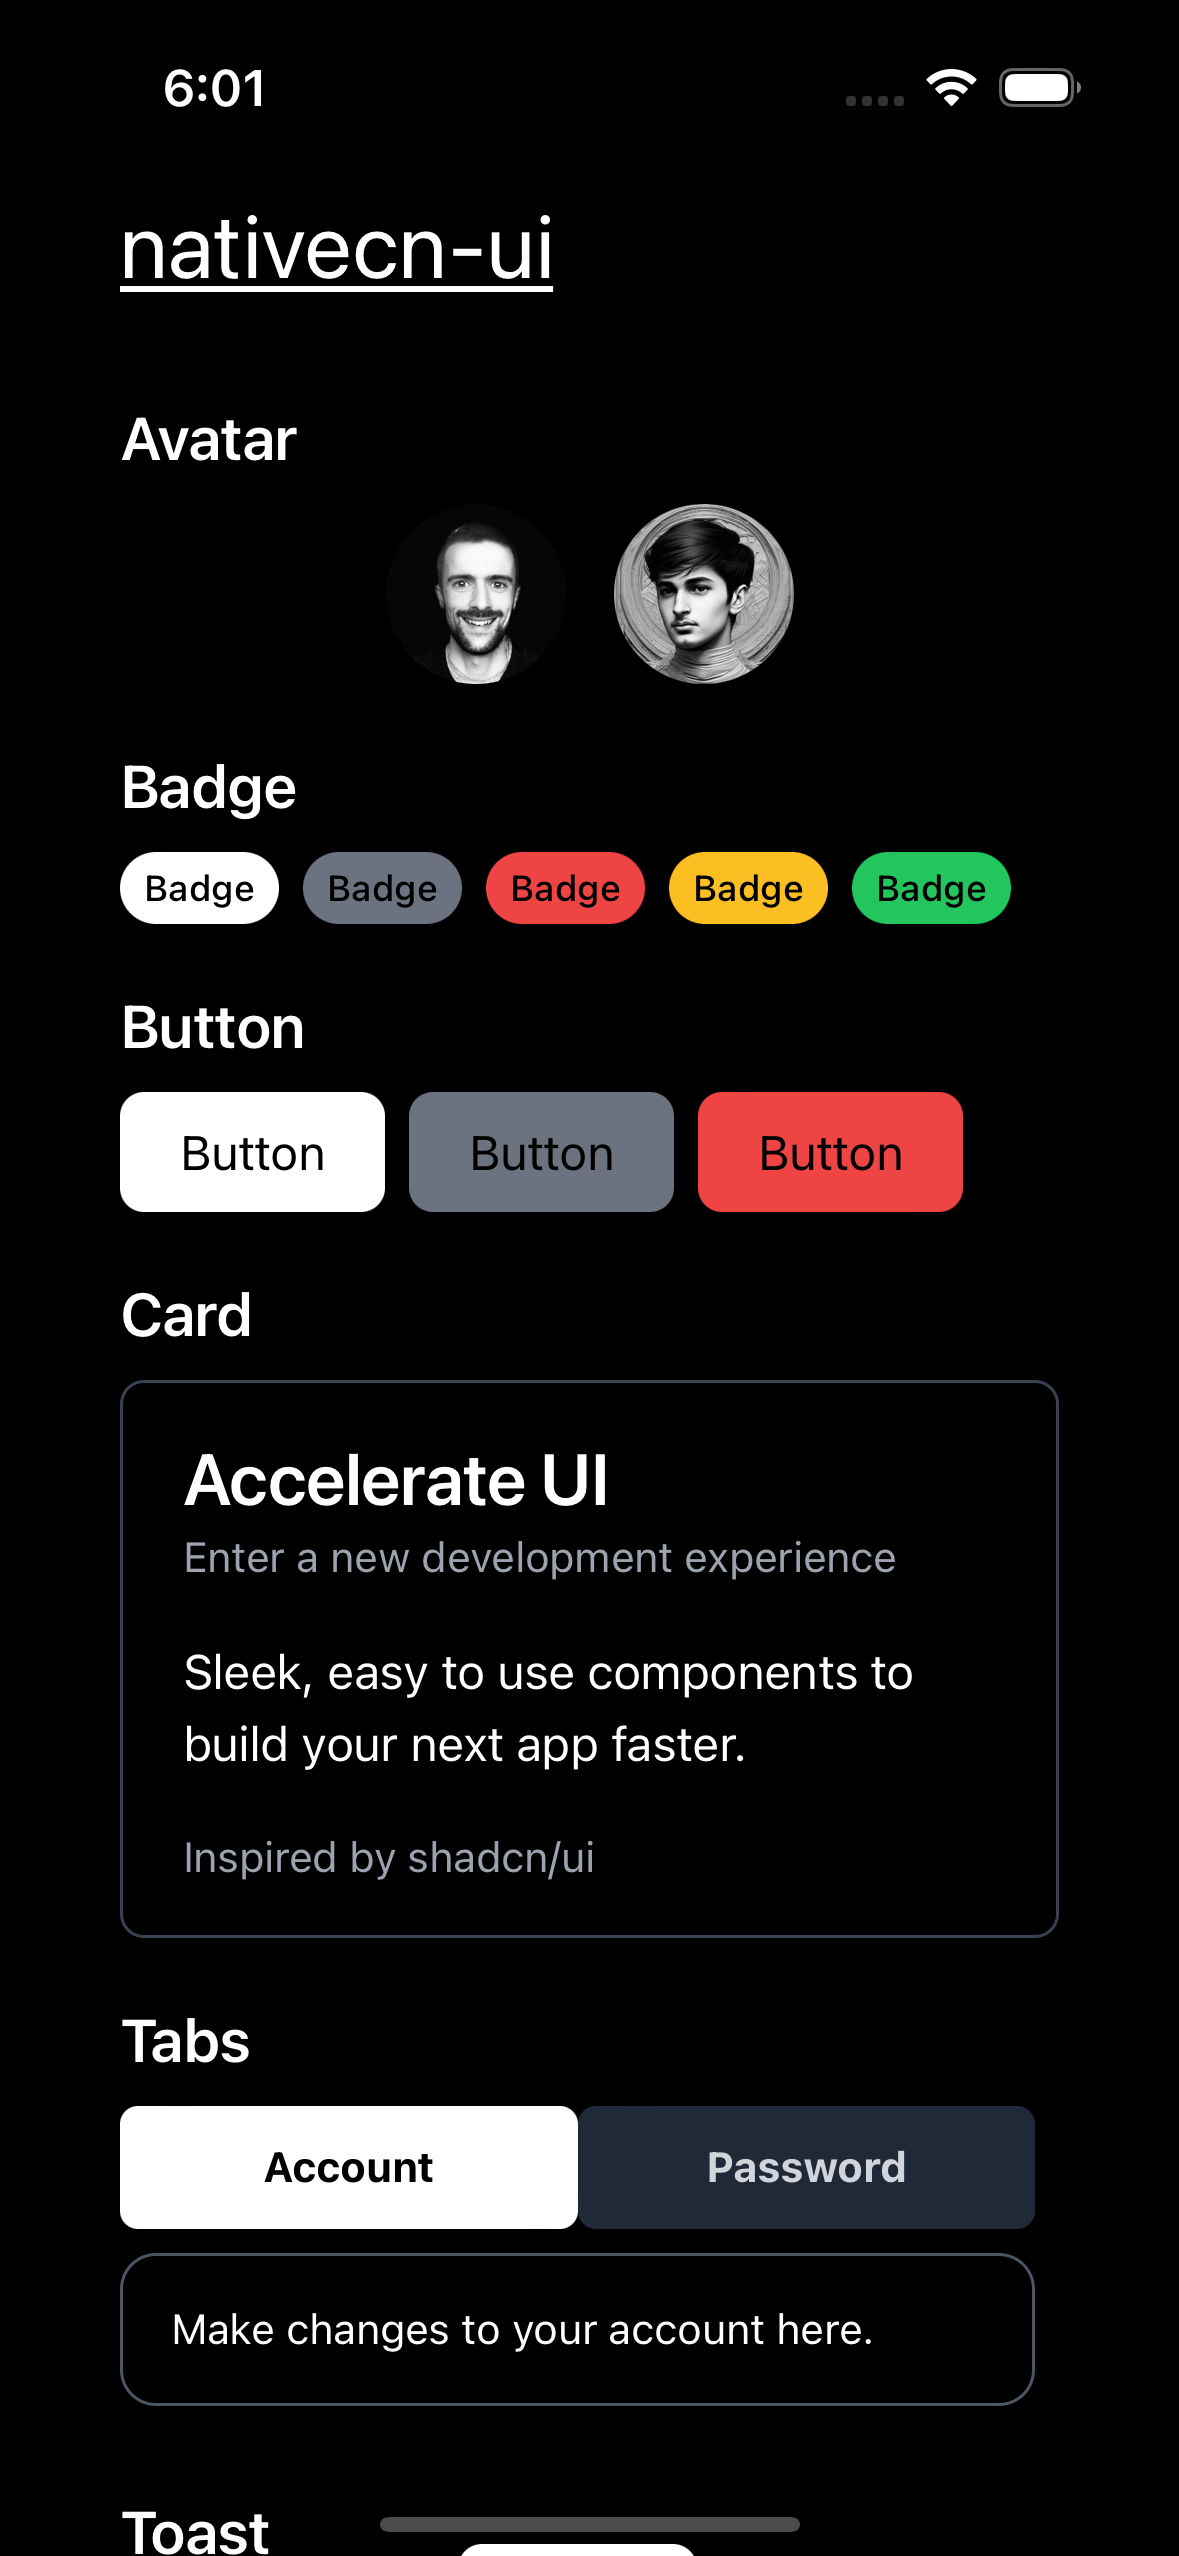 6:01
nativecn-ui
Avatar
Badge
Badge Badge Badge Badge Badge
Button
Button Button Button
Card
Accelerate UI
Enter a new development experience
Sleek, easy to use components to
build your next app faster.
Inspired by shadcn/ui
Tabs
Account Password
Make changes to your account here.
Toast